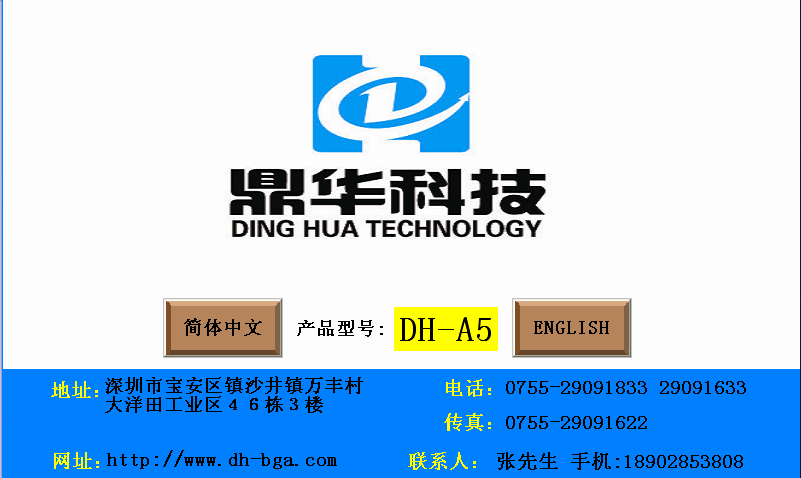 鼎华科技
DING HUA TECHNOLOGY
简体中文 产品型号: DH-A5 ENGLISH
地址: 深圳市宝安区镇沙井镇万丰村
大洋田工业区４６栋３楼
电话: 0755-29091833 29091633
传真: 0755-29091622
网址: http://www.dh-bga.com
联系人: 张先生 手机:18902853808